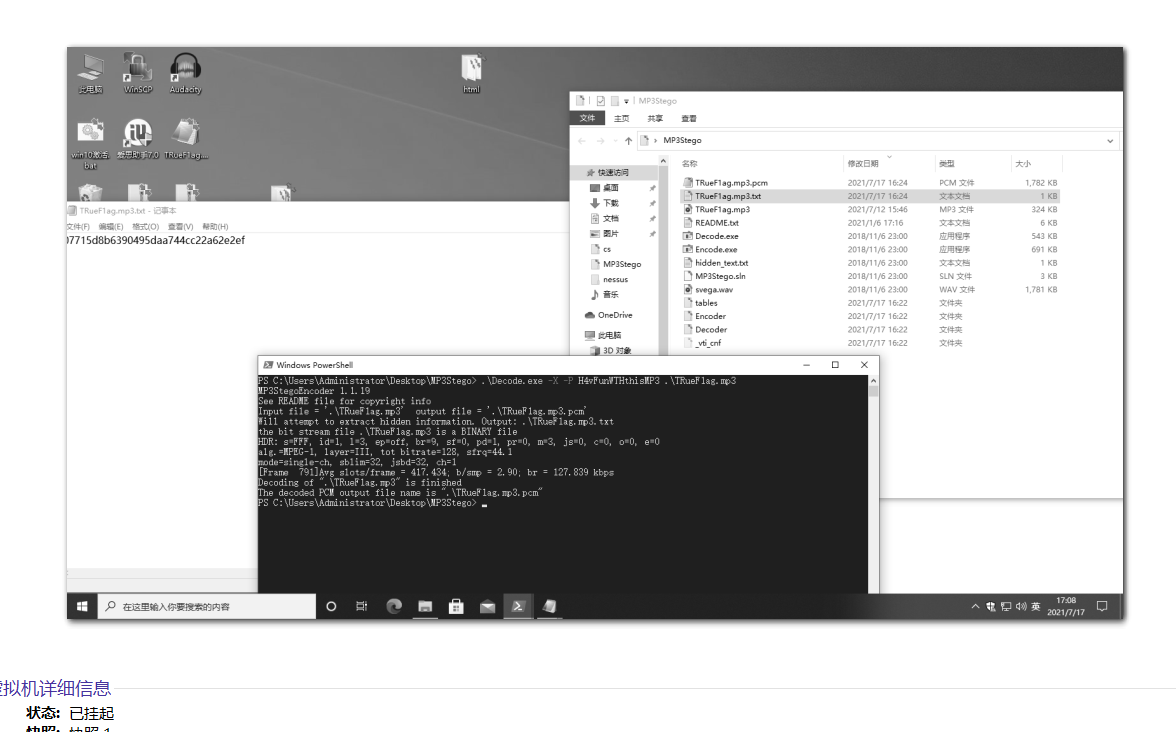 此电脑
WinSCP
Audacity
html
win10激活.bat
爱思助手7.0
TRueF1ag....
MP3Stego
文件 主页 共享 查看
MP3Stego
名称 修改日期 类型 大小
快速访问
桌面
下载
文档
图片
cs
MP3Stego
nessus
音乐
OneDrive
此电脑
3D 对象
TRueF1ag.mp3.pcm 2021/7/17 16:24 PCM 文件 1,782 KB
TRueF1ag.mp3.txt 2021/7/17 16:24 文本文档 1 KB
TRueF1ag.mp3 2021/7/12 15:46 MP3 文件 324 KB
README.txt 2021/1/6 17:16 文本文档 6 KB
Decode.exe 2018/11/6 23:00 应用程序 543 KB
Encode.exe 2018/11/6 23:00 应用程序 691 KB
hidden_text.txt 2018/11/6 23:00 文本文档 1 KB
MP3Stego.sln 2018/11/6 23:00 SLN 文件 3 KB
svega.wav 2018/11/6 23:00 WAV 文件 1,781 KB
tables 2021/7/17 16:22 文件夹
Encoder 2021/7/17 16:22 文件夹
Decoder 2021/7/17 16:22 文件夹
_vti_cnf 2021/7/17 16:22 文件夹
TRueF1ag.mp3.txt - 记事本
文件(F) 编辑(E) 格式(O) 查看(V) 帮助(H)
7715d8b6390495daa744cc22a62e2ef
Windows PowerShell
PS C:\Users\Administrator\Desktop\MP3Stego> .\Decode.exe -X -P H4vFunWTHthisMP3 .\TRueF1ag.mp3
MP3StegoEncoder 1.1.19
See README file for copyright info
Input file = '.\TRueF1ag.mp3' output file = '.\TRueF1ag.mp3.pcm'
Will attempt to extract hidden information. Output: .\TRueF1ag.mp3.txt
the bit stream file .\TRueF1ag.mp3 is a BINARY file
HDR: s=FFF, id=1, l=3, ep=off, br=9, sf=0, pd=1, pr=0, m=3, js=0, c=0, o=0, e=0
alg.=MPEG-1, layer=III, tot bitrate=128, sfrq=44.1
mode=single-ch, sblim=32, jsbd=32, ch=1
[Frame 791]Avg slots/frame = 417.434; b/smp = 2.90; br = 127.839 kbps
Decoding of ".\TRueF1ag.mp3" is finished
The decoded PCM output file name is ".\TRueF1ag.mp3.pcm"
PS C:\Users\Administrator\Desktop\MP3Stego>
在这里输入你要搜索的内容
英
17:08
2021/7/17
拟机详细信息
状态: 已挂起
快照: 快照 1